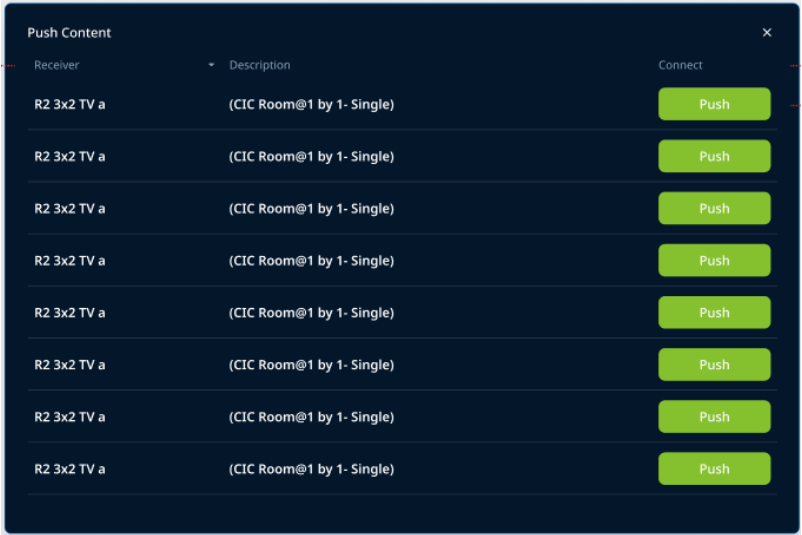 Push Content
Receiver Description Connect
R2 3x2 TV a (CIC Room@1 by 1- Single) Push
R2 3x2 TV a (CIC Room@1 by 1- Single) Push
R2 3x2 TV a (CIC Room@1 by 1- Single) Push
R2 3x2 TV a (CIC Room@1 by 1- Single) Push
R2 3x2 TV a (CIC Room@1 by 1- Single) Push
R2 3x2 TV a (CIC Room@1 by 1- Single) Push
R2 3x2 TV a (CIC Room@1 by 1- Single) Push
R2 3x2 TV a (CIC Room@1 by 1- Single) Push